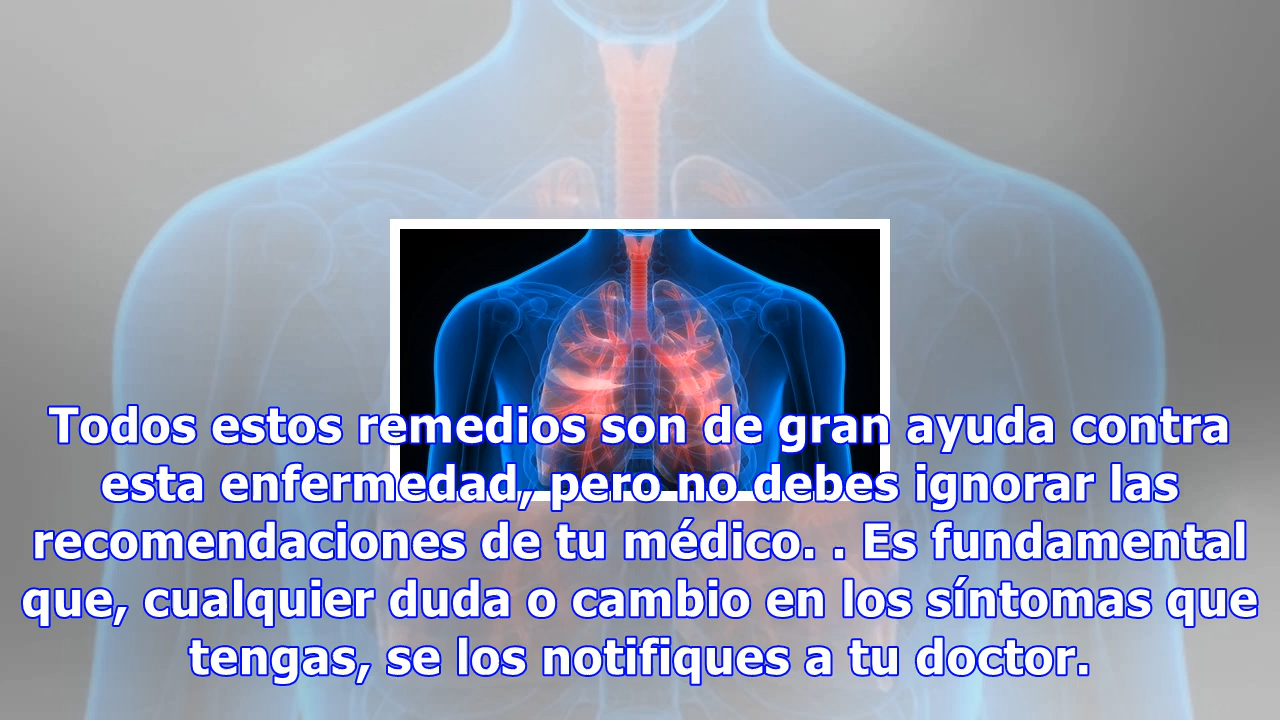 Todos estos remedios son de gran ayuda contra
esta enfermedad, pero no debes ignorar las
recomendaciones de tu médico. . Es fundamental
que, cualquier duda o cambio en los síntomas que
tengas, se los notifiques a tu doctor.